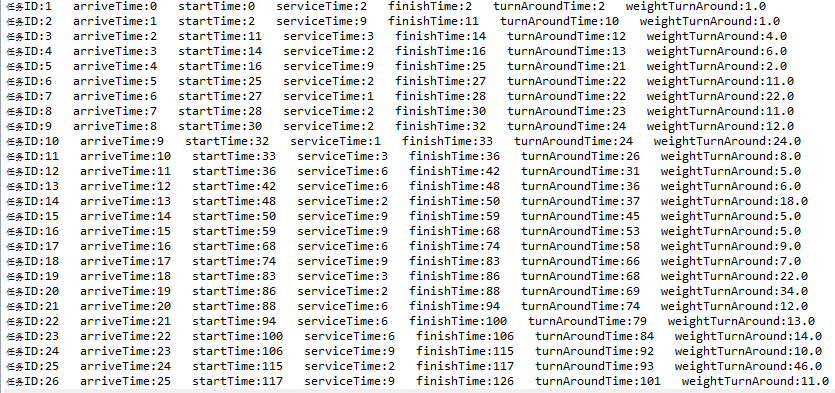 任务ID:1 arriveTime:0 startTime:0 serviceTime:2 finishTime:2 turnAroundTime:2 weightTurnAround:1.0
任务ID:2 arriveTime:1 startTime:2 serviceTime:9 finishTime:11 turnAroundTime:10 weightTurnAround:1.0
任务ID:3 arriveTime:2 startTime:11 serviceTime:3 finishTime:14 turnAroundTime:12 weightTurnAround:4.0
任务ID:4 arriveTime:3 startTime:14 serviceTime:2 finishTime:16 turnAroundTime:13 weightTurnAround:6.0
任务ID:5 arriveTime:4 startTime:16 serviceTime:9 finishTime:25 turnAroundTime:21 weightTurnAround:2.0
任务ID:6 arriveTime:5 startTime:25 serviceTime:2 finishTime:27 turnAroundTime:22 weightTurnAround:11.0
任务ID:7 arriveTime:6 startTime:27 serviceTime:1 finishTime:28 turnAroundTime:22 weightTurnAround:22.0
任务ID:8 arriveTime:7 startTime:28 serviceTime:2 finishTime:30 turnAroundTime:23 weightTurnAround:11.0
任务ID:9 arriveTime:8 startTime:30 serviceTime:2 finishTime:32 turnAroundTime:24 weightTurnAround:12.0
任务ID:10 arriveTime:9 startTime:32 serviceTime:1 finishTime:33 turnAroundTime:24 weightTurnAround:24.0
任务ID:11 arriveTime:10 startTime:33 serviceTime:3 finishTime:36 turnAroundTime:26 weightTurnAround:8.0
任务ID:12 arriveTime:11 startTime:36 serviceTime:6 finishTime:42 turnAroundTime:31 weightTurnAround:5.0
任务ID:13 arriveTime:12 startTime:42 serviceTime:6 finishTime:48 turnAroundTime:36 weightTurnAround:6.0
任务ID:14 arriveTime:13 startTime:48 serviceTime:2 finishTime:50 turnAroundTime:37 weightTurnAround:18.0
任务ID:15 arriveTime:14 startTime:50 serviceTime:9 finishTime:59 turnAroundTime:45 weightTurnAround:5.0
任务ID:16 arriveTime:15 startTime:59 serviceTime:9 finishTime:68 turnAroundTime:53 weightTurnAround:5.0
任务ID:17 arriveTime:16 startTime:68 serviceTime:6 finishTime:74 turnAroundTime:58 weightTurnAround:9.0
任务ID:18 arriveTime:17 startTime:74 serviceTime:9 finishTime:83 turnAroundTime:66 weightTurnAround:7.0
任务ID:19 arriveTime:18 startTime:83 serviceTime:3 finishTime:86 turnAroundTime:68 weightTurnAround:22.0
任务ID:20 arriveTime:19 startTime:86 serviceTime:2 finishTime:88 turnAroundTime:69 weightTurnAround:34.0
任务ID:21 arriveTime:20 startTime:88 serviceTime:6 finishTime:94 turnAroundTime:74 weightTurnAround:12.0
任务ID:22 arriveTime:21 startTime:94 serviceTime:6 finishTime:100 turnAroundTime:79 weightTurnAround:13.0
任务ID:23 arriveTime:22 startTime:100 serviceTime:6 finishTime:106 turnAroundTime:84 weightTurnAround:14.0
任务ID:24 arriveTime:23 startTime:106 serviceTime:9 finishTime:115 turnAroundTime:92 weightTurnAround:10.0
任务ID:25 arriveTime:24 startTime:115 serviceTime:2 finishTime:117 turnAroundTime:93 weightTurnAround:46.0
任务ID:26 arriveTime:25 startTime:117 serviceTime:9 finishTime:126 turnAroundTime:101 weightTurnAround:11.0